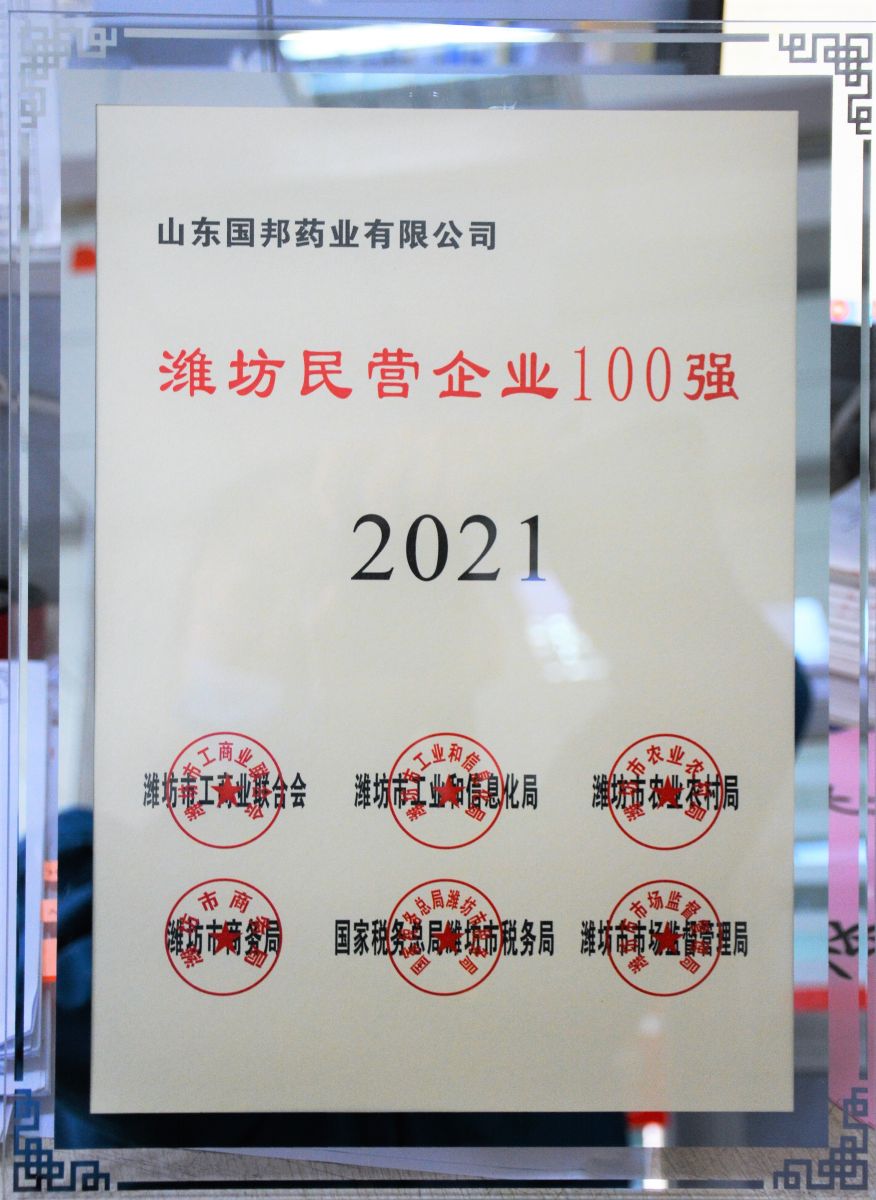 山东国邦药业有限公司
潍坊民营企业100强
2021
潍坊市工商业联合会
潍坊市工业和信息化局
潍坊市农业农村局
潍坊市商务局
国家税务总局潍坊市税务局
潍坊市市场监督管理局